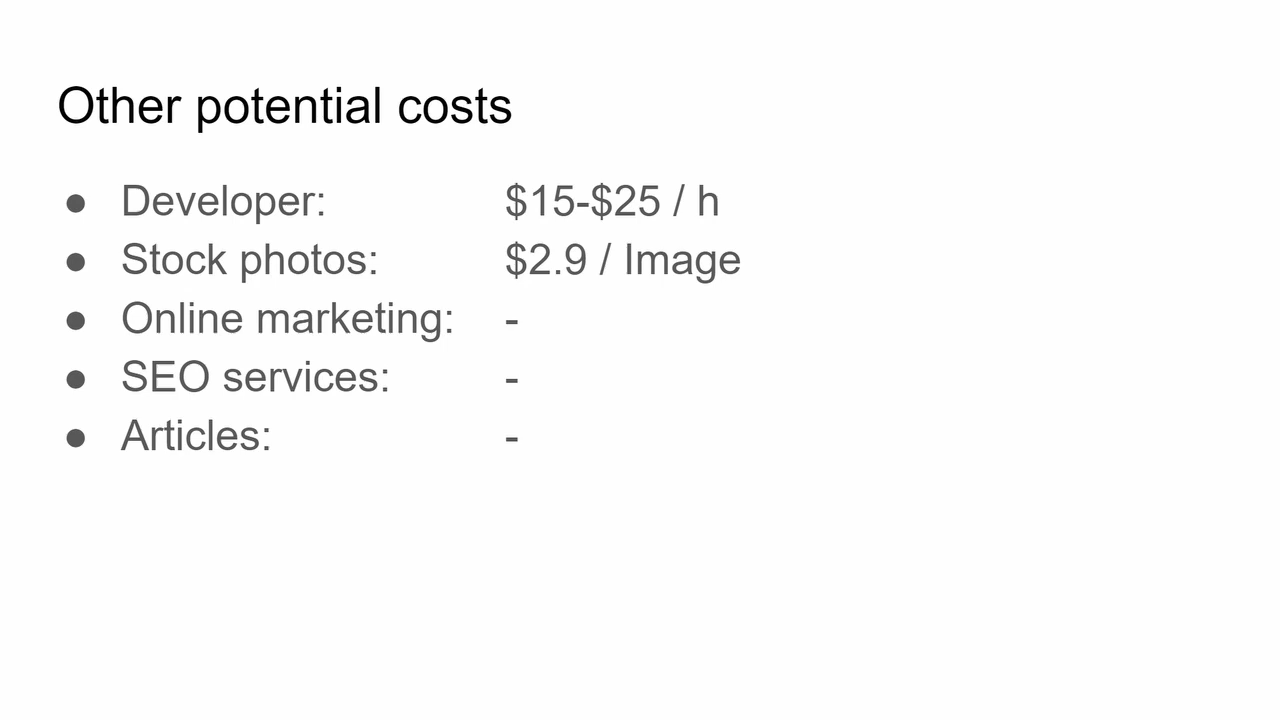 Other potential costs
● Developer: $15-$25 / h
● Stock photos: $2.9 / Image
● Online marketing: -
● SEO services: -
● Articles: -